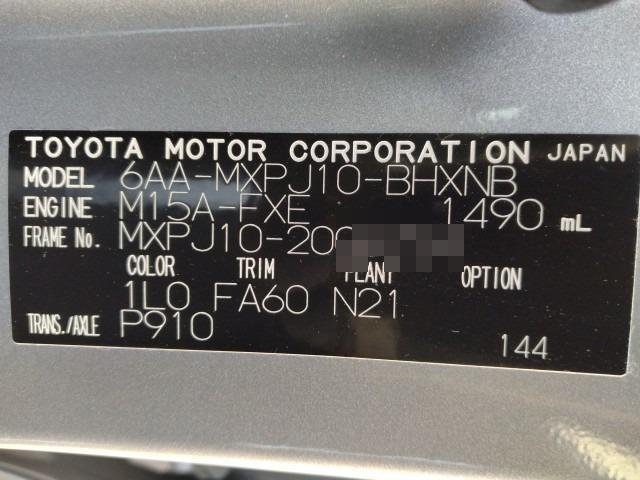 TOYOTA MOTOR CORPORATION JAPAN
MODEL 6AA-MXPJ10-BHXNB
ENGINE M15A-FXE 1490 mL
FRAME No. MXPJ10-200
COLOR TRIM PLANT OPTION
1L0 FA60 N21
TRANS./AXLE P910
144